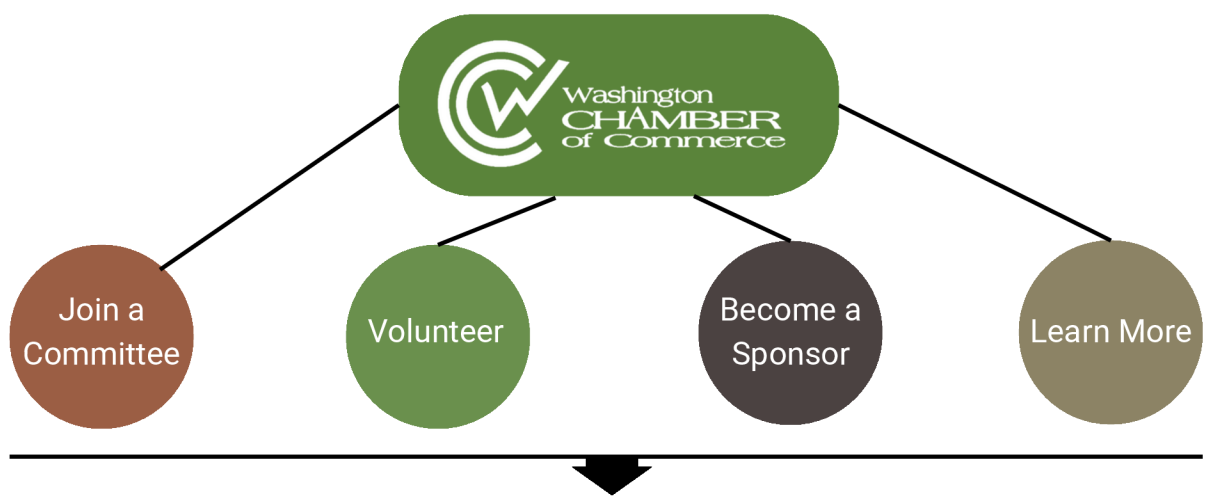 Washington
CHAMBER
of Commerce
Join a
Committee
Volunteer
Become a
Sponsor
Learn More